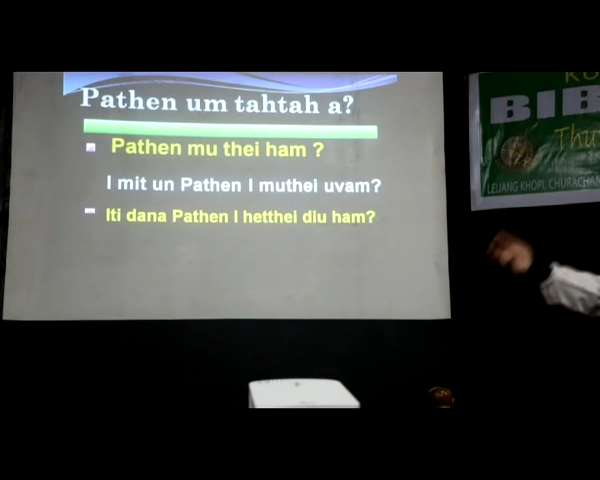 Pathen um tahtah a?
Pathen mu thei ham ?
I mit un Pathen I muthei uvam?
Iti dana Pathen I hetthei diu ham?
BIB
LEIJANG KHOPI, CHURACHAN